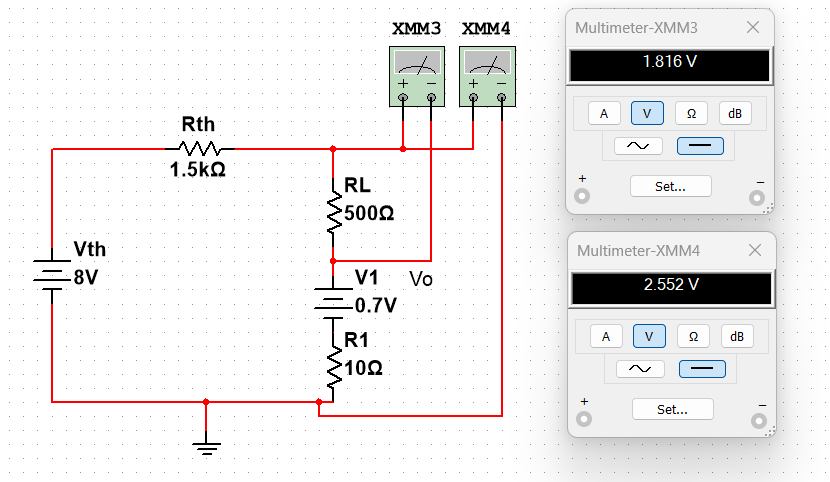 XMM3 XMM4
Rth
1.5kΩ
RL
500Ω
Vth
8V
V1
0.7V
Vo
R1
10Ω
+ −
+ −
Multimeter-XMM3
1.816 V
A V Ω dB
+ −
Set...
Multimeter-XMM4
2.552 V
A V Ω dB
+ −
Set...